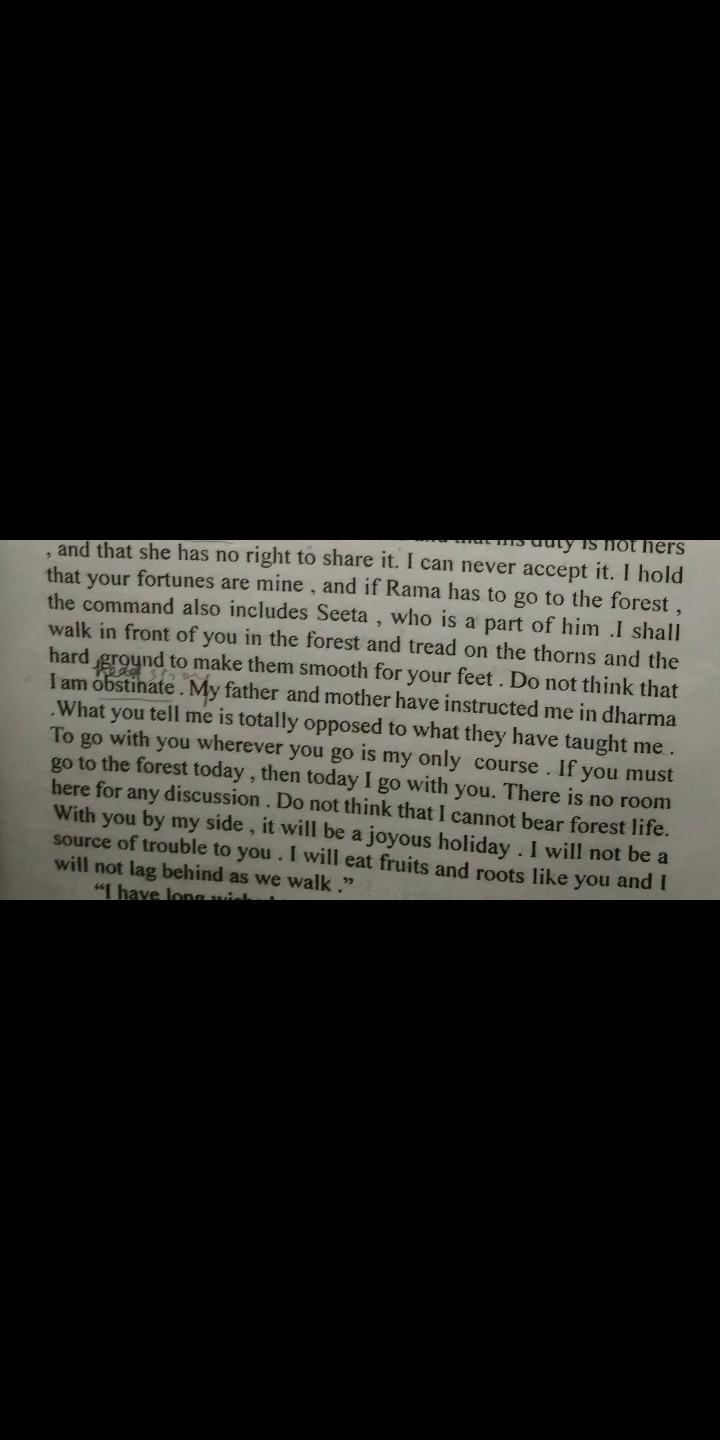 his duty is not hers
, and that she has no right to share it. I can never accept it. I hold
that your fortunes are mine , and if Rama has to go to the forest ,
the command also includes Seeta , who is a part of him .I shall
walk in front of you in the forest and tread on the thorns and the
hard ground to make them smooth for your feet . Do not think that
I am obstinate . My father and mother have instructed me in dharma
.What you tell me is totally opposed to what they have taught me .
To go with you wherever you go is my only course . If you must
go to the forest today , then today I go with you. There is no room
here for any discussion . Do not think that I cannot bear forest life.
With you by my side , it will be a joyous holiday . I will not be a
source of trouble to you . I will eat fruits and roots like you and I
will not lag behind as we walk .”
“I have long